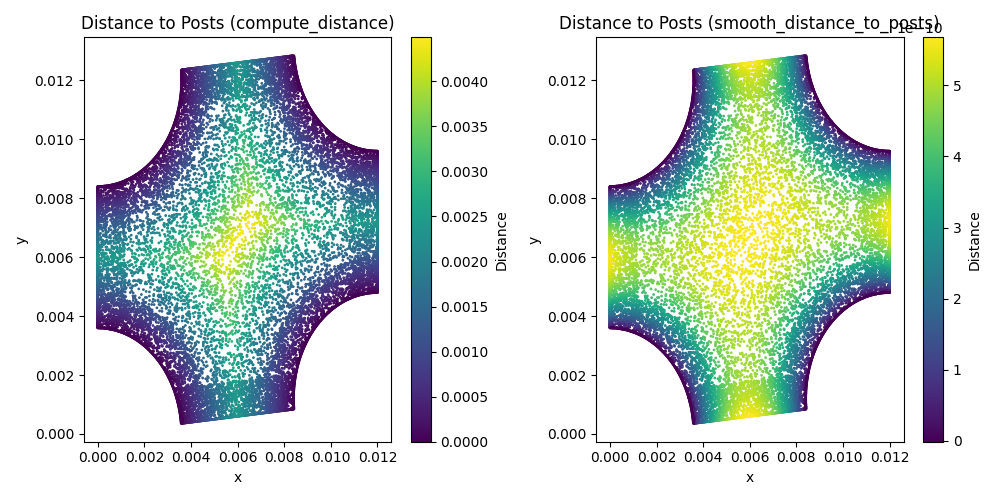 Distance to Posts (compute_distance)
0.012
0.010
0.008
0.006
0.004
0.002
0.000
y
0.000 0.002 0.004 0.006 0.008 0.010 0.012
x
0.0040
0.0035
0.0030
0.0025
0.0020
0.0015
0.0010
0.0005
0.0000
Distance
Distance to Posts (smooth_distance_to_posts)
0.012
0.010
0.008
0.006
0.004
0.002
0.000
y
0.000 0.002 0.004 0.006 0.008 0.010 0.012
x
1e−10
5
4
3
2
1
0
Distance